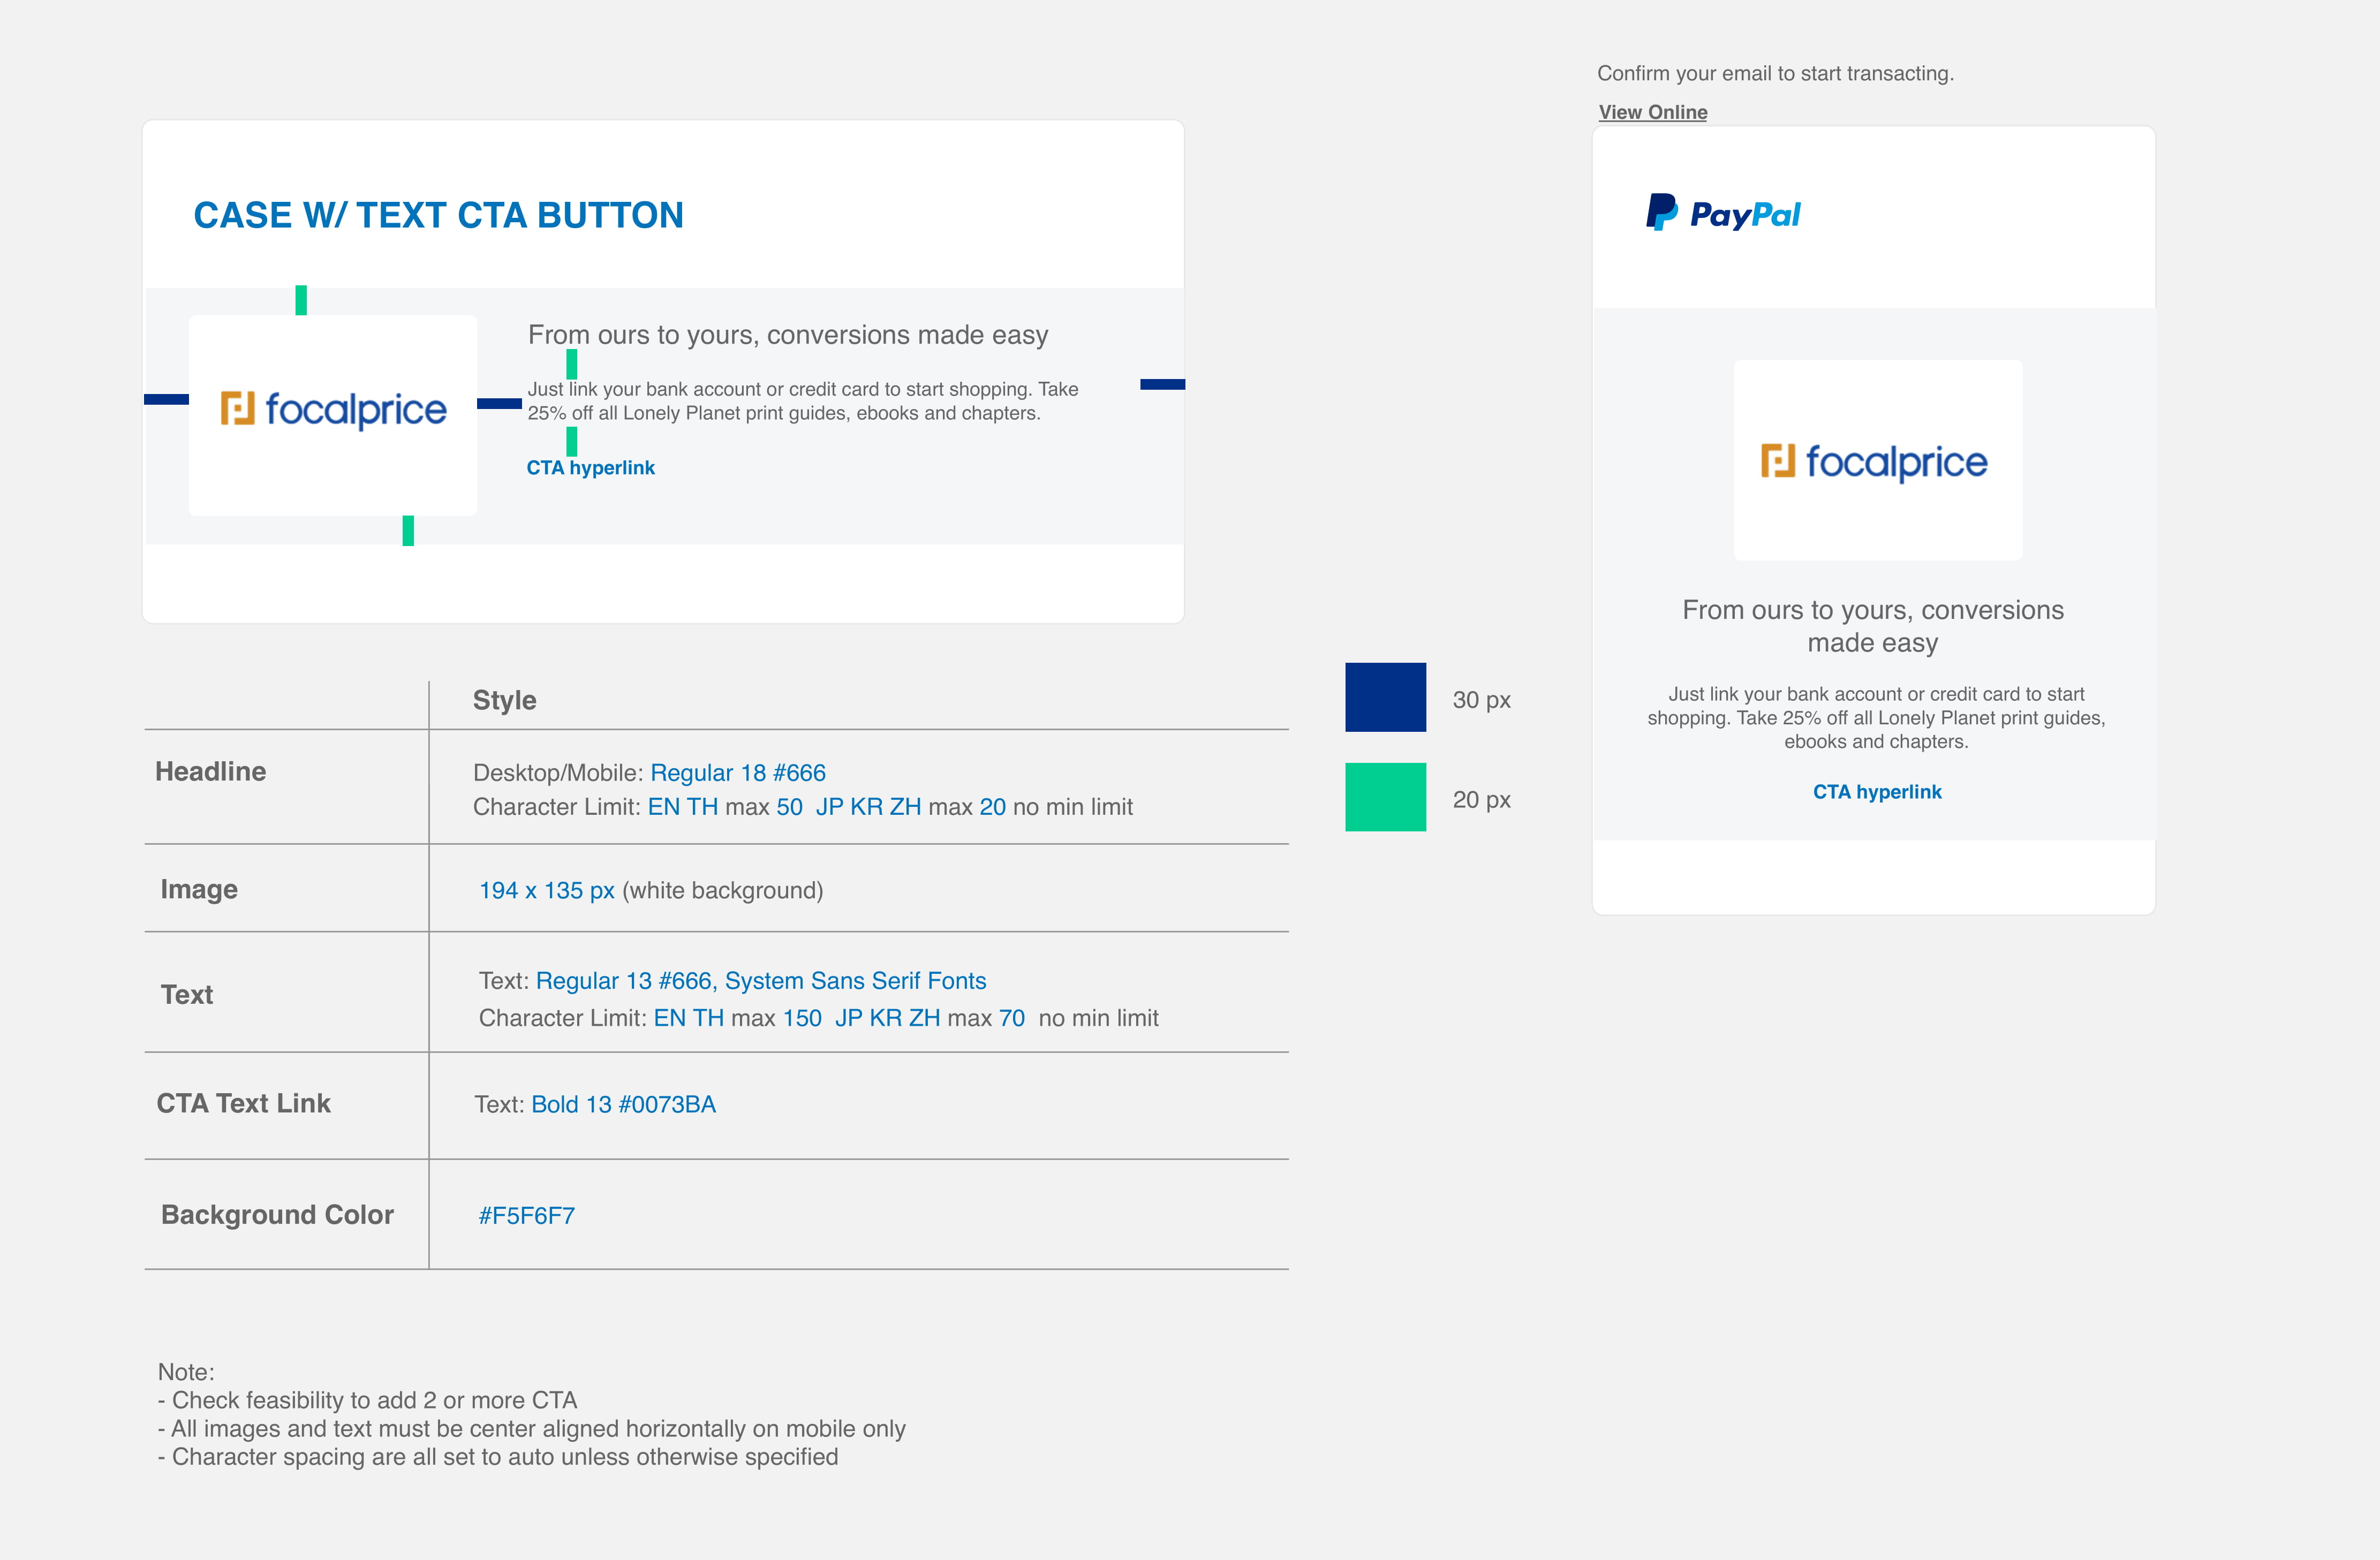 CASE W/ TEXT CTA BUTTON
focalprice
From ours to yours, conversions made easy
Just link your bank account or credit card to start shopping. Take
25% off all Lonely Planet print guides, ebooks and chapters.
CTA hyperlink
Style
Headline
Desktop/Mobile: Regular 18 #666
Character Limit: EN TH max 50  JP KR ZH max 20 no min limit
Image
194 x 135 px (white background)
Text
Text: Regular 13 #666, System Sans Serif Fonts
Character Limit: EN TH max 150  JP KR ZH max 70  no min limit
CTA Text Link
Text: Bold 13 #0073BA
Background Color
#F5F6F7
Note:
- Check feasibility to add 2 or more CTA
- All images and text must be center aligned horizontally on mobile only
- Character spacing are all set to auto unless otherwise specified
30 px
20 px
Confirm your email to start transacting.
View Online
PayPal
focalprice
From ours to yours, conversions
made easy
Just link your bank account or credit card to start
shopping. Take 25% off all Lonely Planet print guides,
ebooks and chapters.
CTA hyperlink